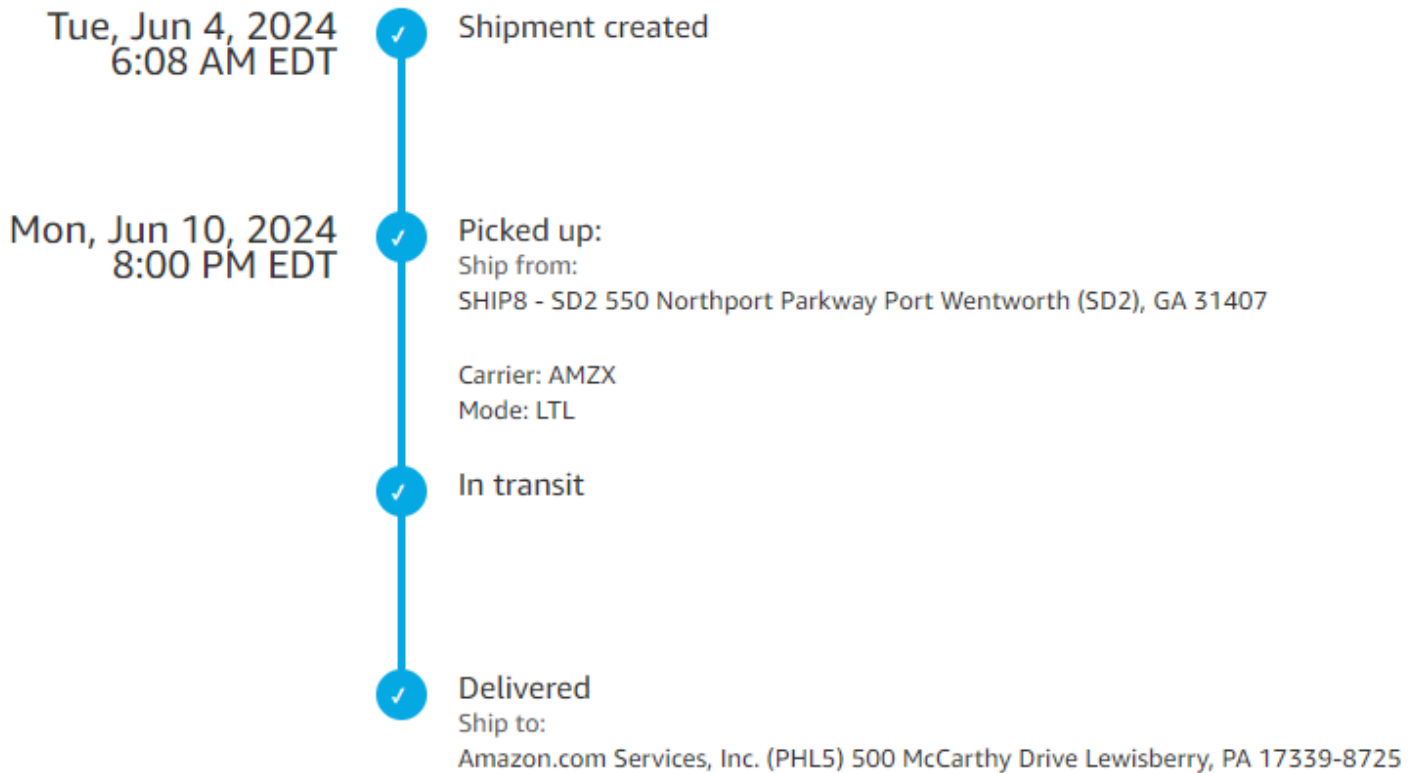 Tue, Jun 4, 2024
6:08 AM EDT
Shipment created
Mon, Jun 10, 2024
8:00 PM EDT
Picked up:
Ship from:
SHIP8 - SD2 550 Northport Parkway Port Wentworth (SD2), GA 31407
Carrier: AMZX
Mode: LTL
In transit
Delivered
Ship to:
Amazon.com Services, Inc. (PHL5) 500 McCarthy Drive Lewisberry, PA 17339-8725